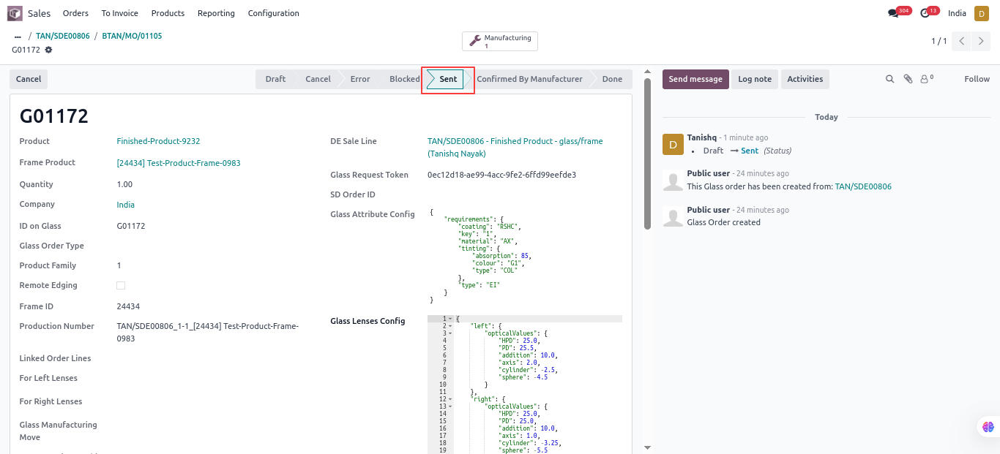 Sales Orders To Invoice Products Reporting Configuration 304 13 India D
... / TAN/SDE00806 / BTAN/MO/01105
G01172
Manufacturing
1
1 / 1
Cancel
Draft Cancel Error Blocked Sent Confirmed By Manufacturer Done
Send message Log note Activities 0 Follow
G01172
Product Finished-Product-9232
Frame Product [24434] Test-Product-Frame-0983
Quantity 1.00
Company India
ID on Glass G01172
Glass Order Type
Product Family 1
Remote Edging
Frame ID 24434
Production Number TAN/SDE00806_1-1_[24434] Test-Product-Frame-
0983
Linked Order Lines
For Left Lenses
For Right Lenses
Glass Manufacturing
Move
DE Sale Line TAN/SDE00806 - Finished Product - glass/frame
(Tanishq Nayak)
Glass Request Token 0ec12d18-ae99-4acc-9fe2-6ffd99eefde3
SD Order ID
Glass Attribute Config {
"requirements": {
"coating": "RSHC",
"key": "1",
"material": "AX",
"tinting": {
"absorption": 85,
"colour": "G1",
"type": "COL"
},
"type": "EI"
}
}
Glass Lenses Config
1 {
2 "left": {
3 "opticalValues": {
4 "HPD": 25.0,
5 "PD": 25.5,
6 "addition": 10.0,
7 "axis": 2.0,
8 "cylinder": -2.5,
9 "sphere": -4.5
10 }
11 },
12 "right": {
13 "opticalValues": {
14 "HPD": 25.0,
15 "PD": 25.0,
16 "addition": 10.0,
17 "axis": 1.0,
18 "cylinder": -3.25,
19 "sphere": -5.5
Today
D
Tanishq - 1 minute ago
• Draft → Sent (Status)
Public user - 24 minutes ago
This Glass order has been created from: TAN/SDE00806
Public user - 24 minutes ago
Glass Order created